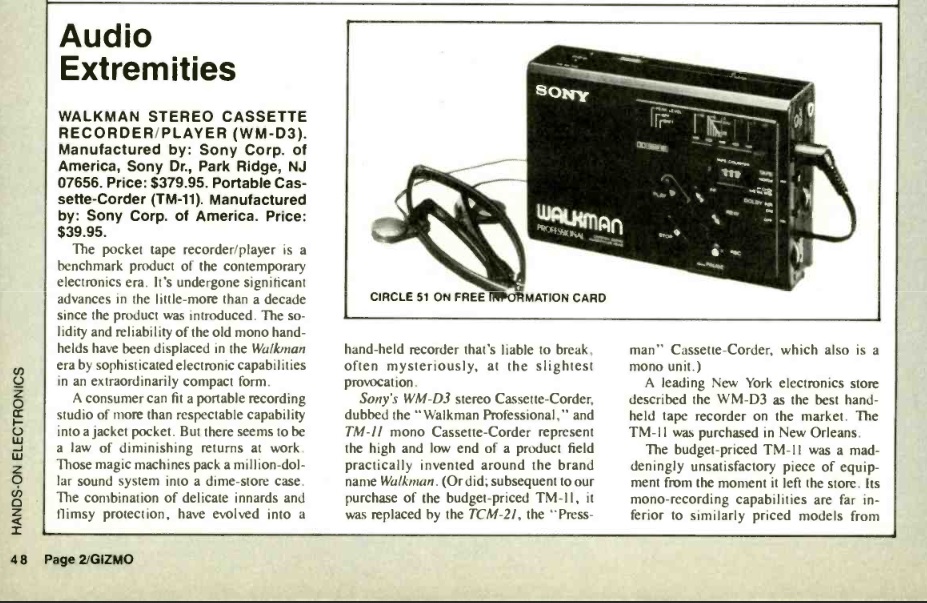 Audio
Extremities
WALKMAN STEREO CASSETTE
RECORDER/PLAYER (WM-D3).
Manufactured by: Sony Corp. of
America, Sony Dr., Park Ridge, NJ
07656. Price: $379.95. Portable Cas-
sette-Corder (TM-11). Manufactured
by: Sony Corp. of America. Price:
$39.95.
The pocket tape recorder/player is a
benchmark product of the contemporary
electronics era. It's undergone significant
advances in the little-more than a decade
since the product was introduced. The so-
lidity and reliability of the old mono hand-
helds have been displaced in the Walkman
era by sophisticated electronic capabilities
in an extraordinarily compact form.
A consumer can fit a portable recording
studio of more than respectable capability
into a jacket pocket. But there seems to be
a law of diminishing returns at work.
Those magic machines pack a million-dol-
lar sound system into a dime-store case.
The combination of delicate innards and
flimsy protection, have evolved into a
SONY
TAPE COUNTER
TAPE
DOLBY NR
PLAY
REW
STOP
REC
PAUSE
WALKMAN
PROFESSIONAL
CIRCLE 51 ON FREE INFORMATION CARD
hand-held recorder that's liable to break,
often mysteriously, at the slightest
provocation.
Sony's WM-D3 stereo Cassette-Corder,
dubbed the "Walkman Professional," and
TM-11 mono Cassette-Corder represent
the high and low end of a product field
practically invented around the brand
name Walkman. (Or did; subsequent to our
purchase of the budget-priced TM-11, it
was replaced by the TCM-21, the "Press-
man" Cassette-Corder, which also is a
mono unit.)
A leading New York electronics store
described the WM-D3 as the best hand-
held tape recorder on the market. The
TM-11 was purchased in New Orleans.
The budget-priced TM-11 was a mad-
deningly unsatisfactory piece of equip-
ment from the moment it left the store. Its
mono-recording capabilities are far in-
ferior to similarly priced models from
HANDS-ON ELECTRONICS
48 Page 2/GIZMO